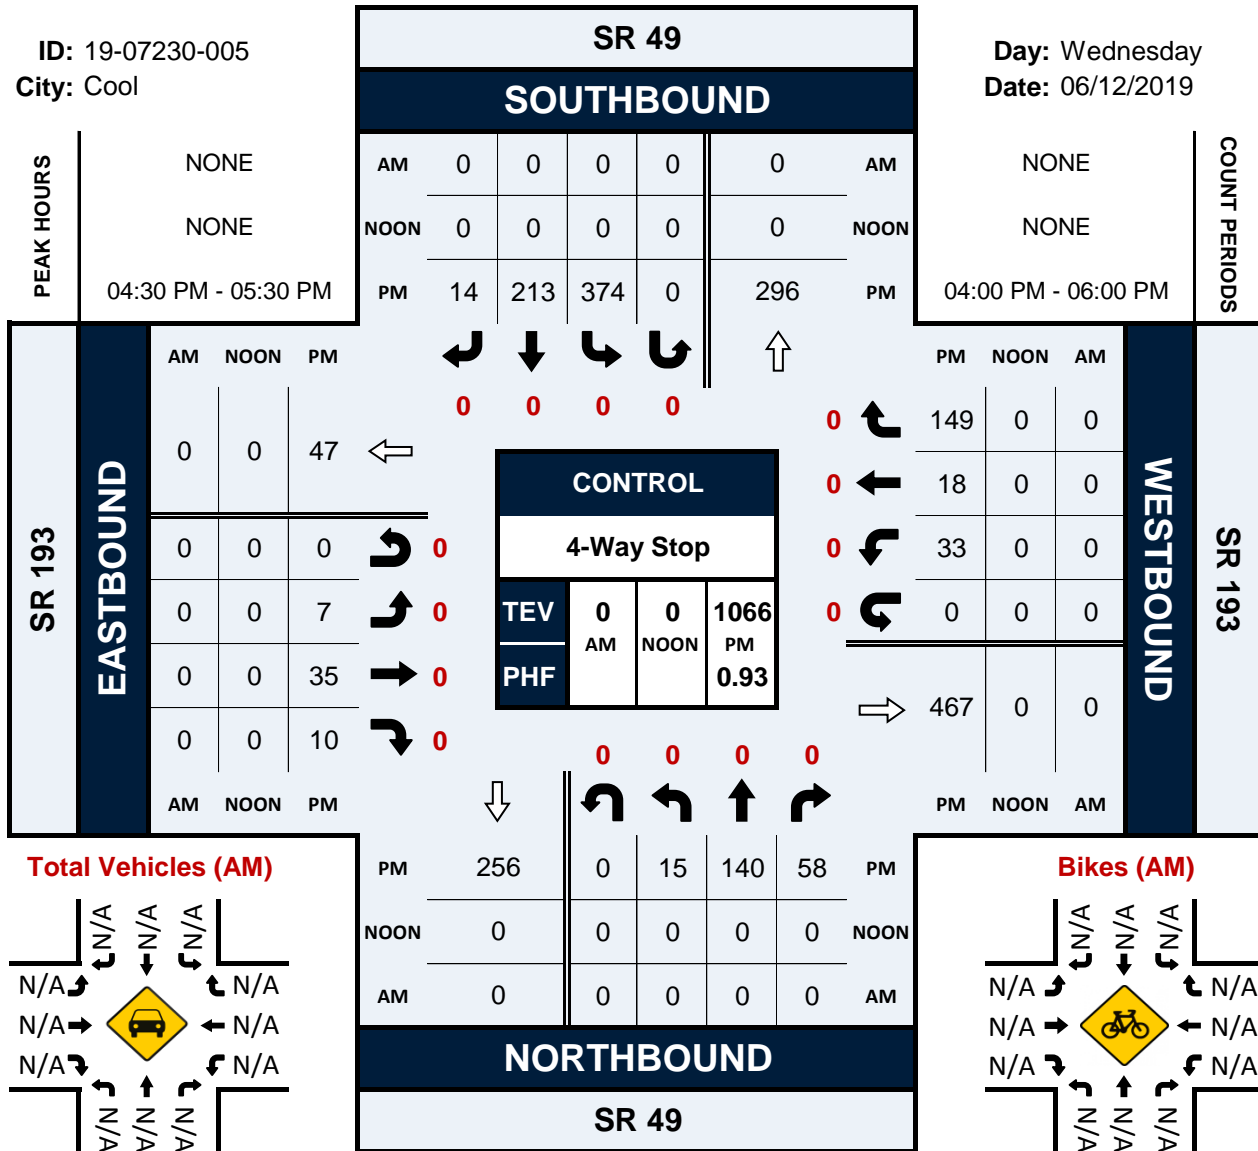 SR 49
ID: 19-07230-005
Day: Wednesday
City: Cool
Date: 06/12/2019
SOUTHBOUND
PEAK HOURS
NONE
AM 0 0 0 0 0 AM
NONE
COUNT PERIODS
NONE
NOON 0 0 0 0 0 NOON
NONE
04:30 PM - 05:30 PM
PM 14 213 374 0 296 PM
04:00 PM - 06:00 PM
SR 193
EASTBOUND
AM NOON PM
PM NOON AM
WESTBOUND
SR 193
0 0 0 0
0 149 0 0
0 0 47
0 18 0 0
0 0 0 0
0 33 0 0
0 0 7 0
0 0 0 0
0 0 35 0
0 0 10 0
467 0 0
CONTROL
4-Way Stop
TEV 0 0 1066
AM NOON PM
PHF 0.93
0 0 0 0
AM NOON PM
PM NOON AM
PM 256 0 15 140 58 PM
NOON 0 0 0 0 0 NOON
AM 0 0 0 0 0 AM
NORTHBOUND
SR 49
Total Vehicles (AM)
N/A N/A N/A
N/A N/A
N/A N/A
N/A N/A
N/A N/A N/A
Bikes (AM)
N/A N/A N/A
N/A N/A
N/A N/A
N/A N/A
N/A N/A N/A